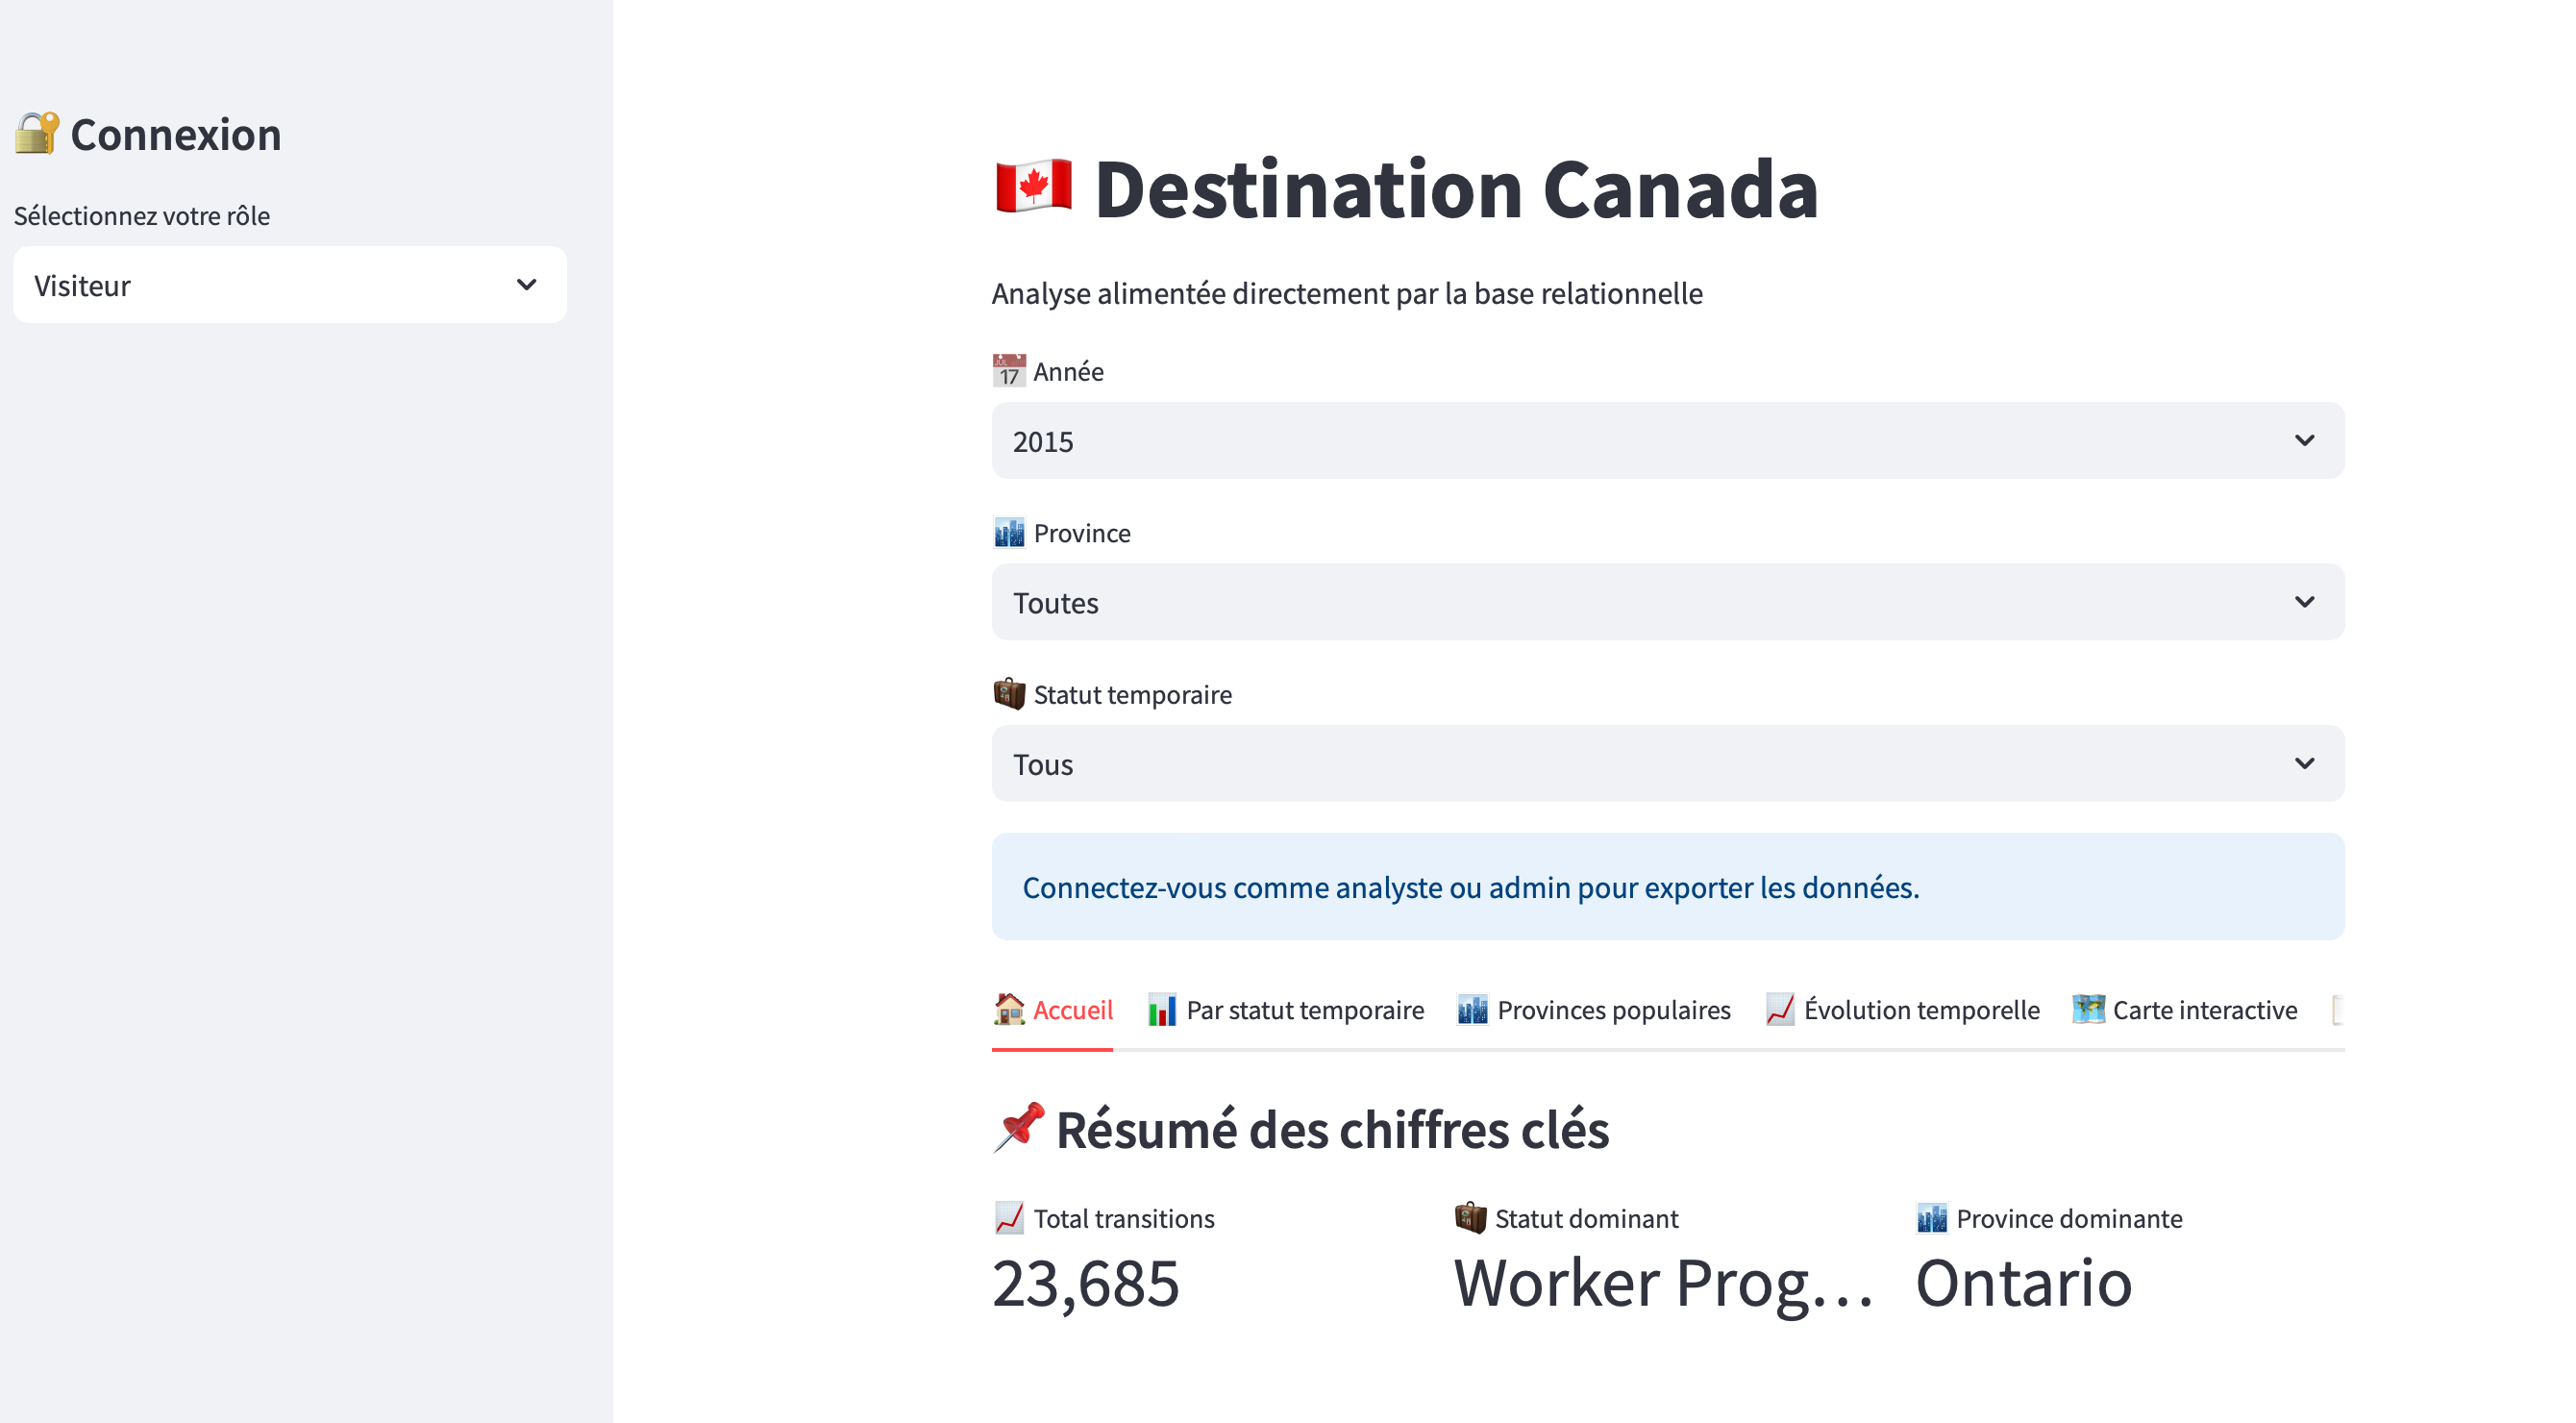 Connexion
Sélectionnez votre rôle
Visiteur
Destination Canada
Analyse alimentée directement par la base relationnelle
Année
2015
Province
Toutes
Statut temporaire
Tous
Connectez-vous comme analyste ou admin pour exporter les données.
Accueil Par statut temporaire Provinces populaires Évolution temporelle Carte interactive
Résumé des chiffres clés
Total transitions Statut dominant Province dominante
23,685 Worker Prog... Ontario